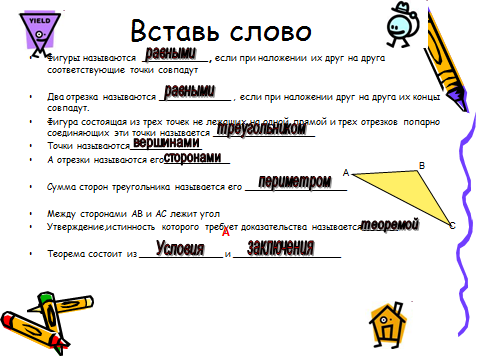 YIELD
Вставь слово
Фигуры называются равными, если при наложении их друг на друга
соответствующие точки совпадут
Два отрезка называются равными, если при наложении друг на друга их концы
совпадут.
Фигура состоящая из трех точек не лежащих на одной прямой и трех отрезков попарно
соединяющих эти точки называется треугольником
Точки называются вершинами
А отрезки называются его сторонами
Сумма сторон треугольника называется его периметром
Между сторонами АВ и АС лежит угол
А
Утверждение,истинность которого требует доказательства называется теоремой
Теорема состоит из Условия и заключения
А
В
С